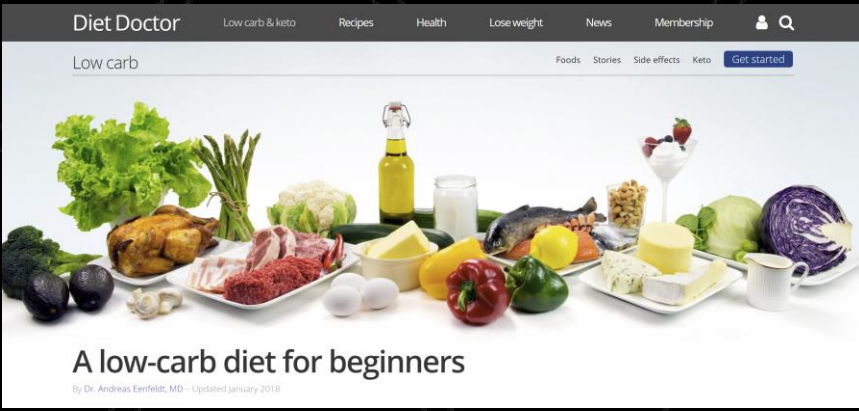 Diet Doctor Low carb & keto Recipes Health Lose weight News Membership
Low carb Foods Stories Side effects Keto Get started
A low-carb diet for beginners
By Dr. Andreas Eenfeldt, MD – Updated January 2018